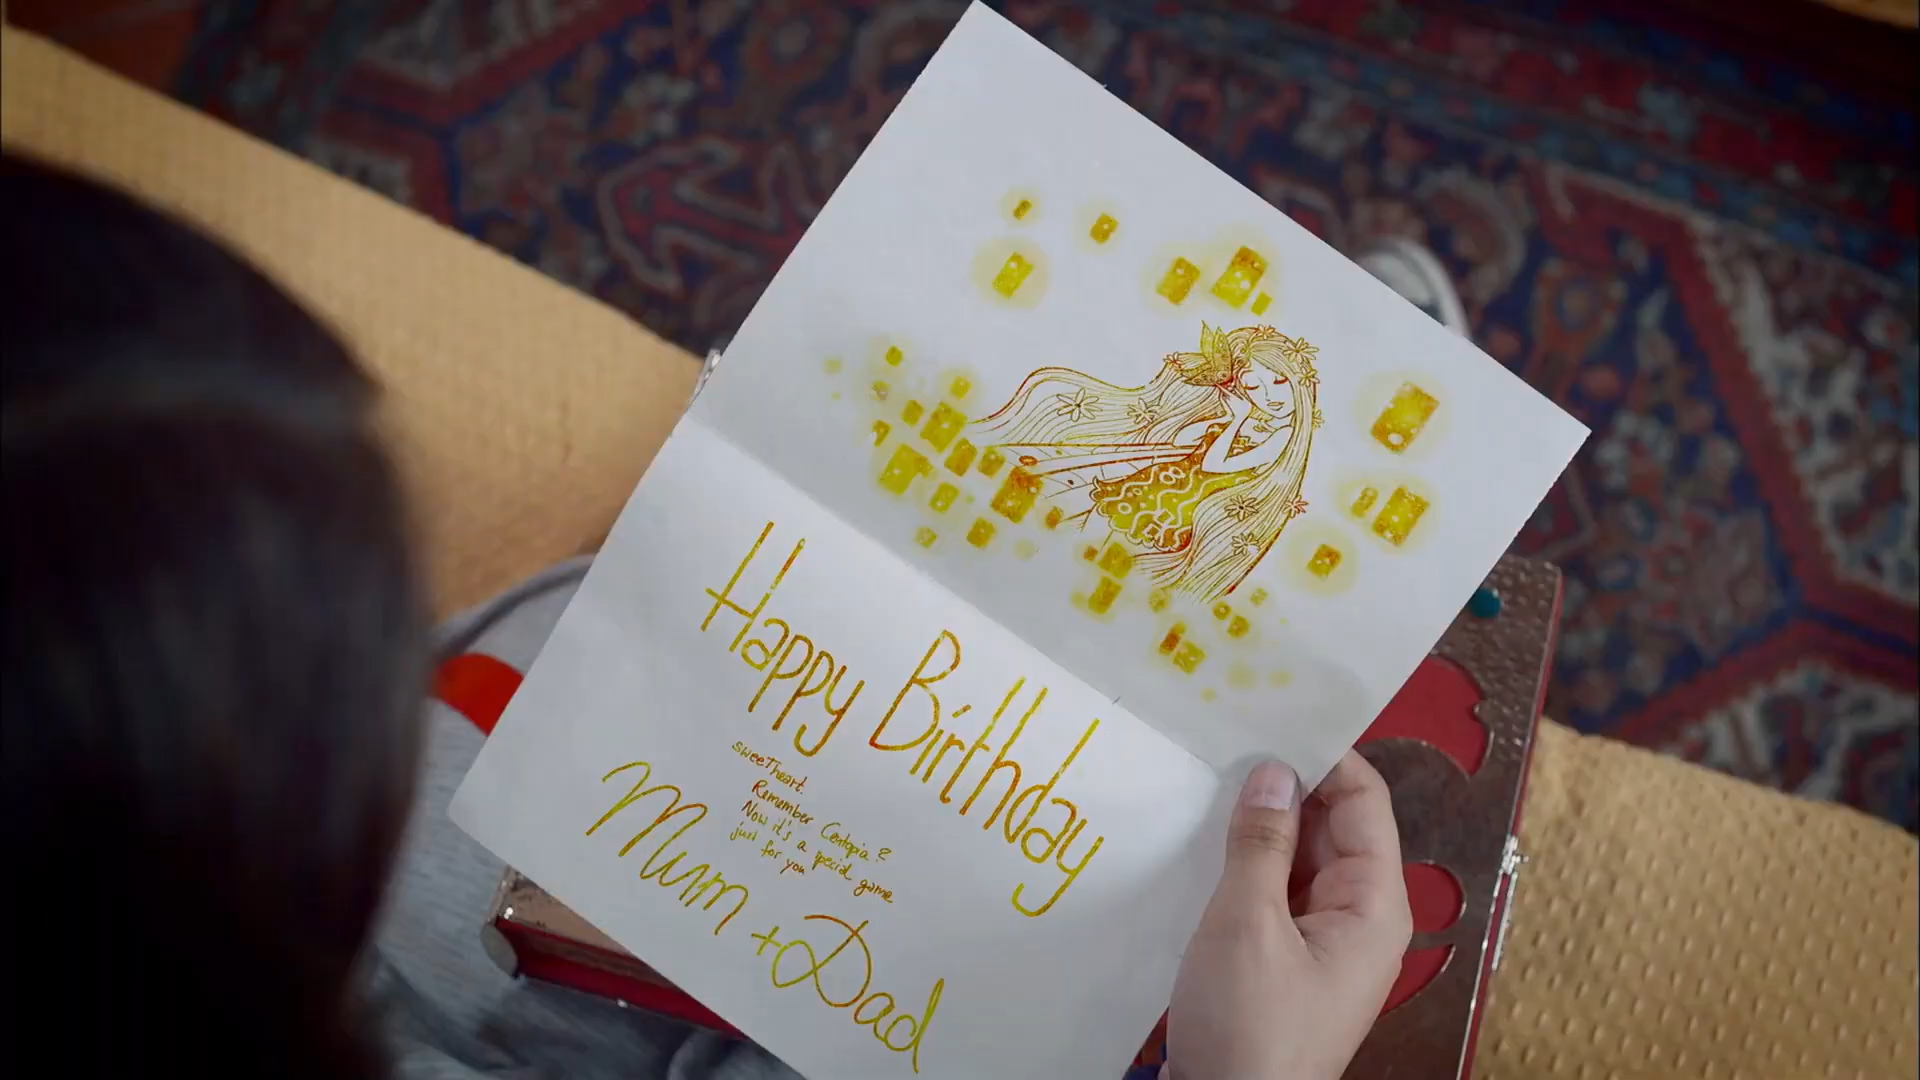 Happy Birthday
sweetheart.
Remember Centopia?
Now it's a special game
just for you
Mum + Dad